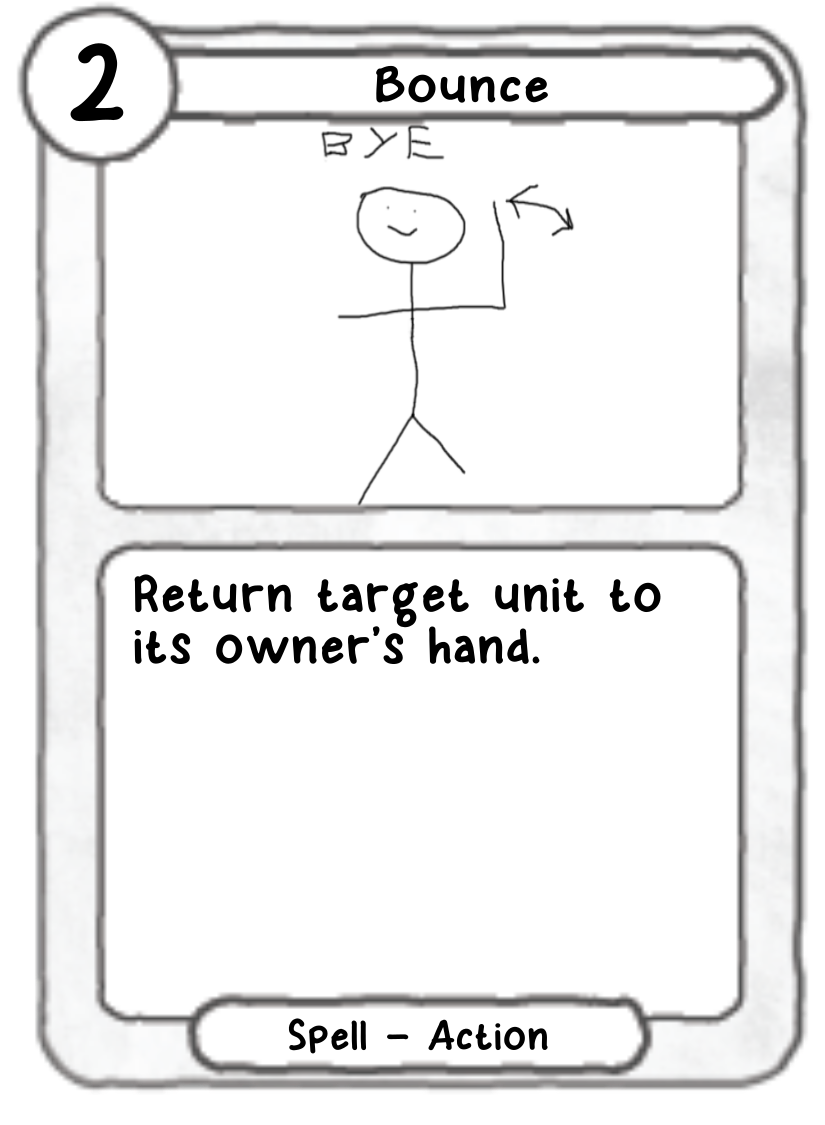 2
Bounce
BYE
Return target unit to
its owner's hand.
Spell – Action